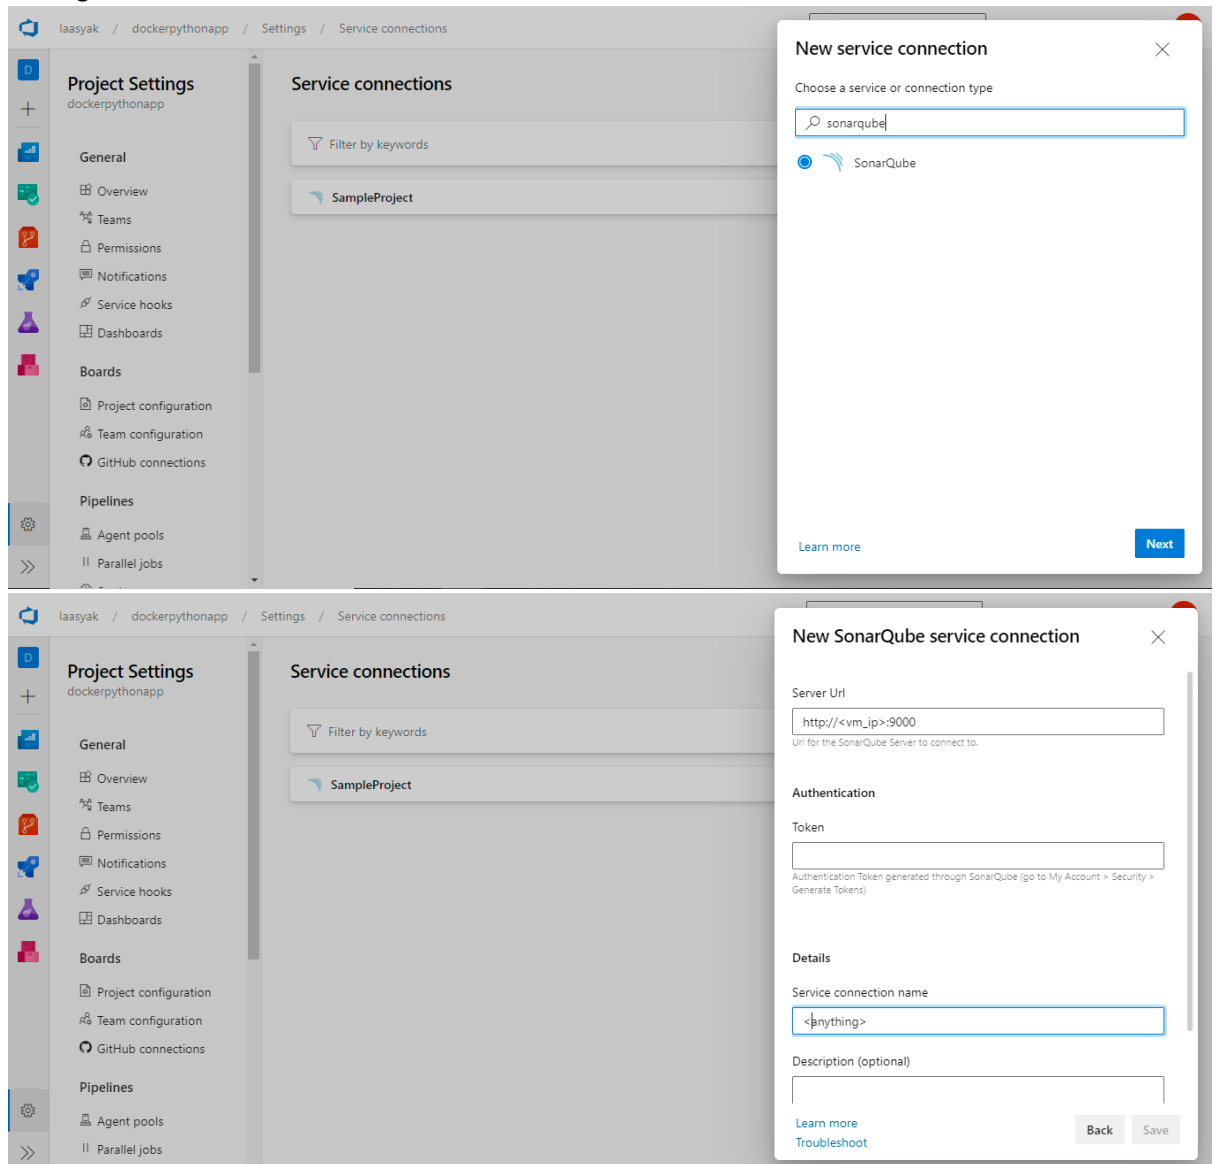 laasyak / dockerpythonapp / Settings / Service connections
D
Project Settings
dockerpythonapp
General
Overview
Teams
Permissions
Notifications
Service hooks
Dashboards
Boards
Project configuration
Team configuration
GitHub connections
Pipelines
Agent pools
Parallel jobs
Service connections
Filter by keywords
SampleProject
New service connection
Choose a service or connection type
sonarqube
SonarQube
Learn more
Next
laasyak / dockerpythonapp / Settings / Service connections
D
Project Settings
dockerpythonapp
General
Overview
Teams
Permissions
Notifications
Service hooks
Dashboards
Boards
Project configuration
Team configuration
GitHub connections
Pipelines
Agent pools
Parallel jobs
Service connections
Filter by keywords
SampleProject
New SonarQube service connection
Server Url
http://<vm_ip>:9000
Url for the SonarQube Server to connect to.
Authentication
Token
Authentication Token generated through SonarQube (go to My Account > Security >
Generate Tokens)
Details
Service connection name
<anything>
Description (optional)
Learn more
Troubleshoot
Back
Save